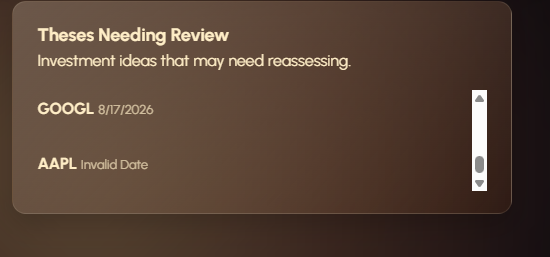 Theses Needing Review
Investment ideas that may need reassessing.
GOOGL 8/17/2026
AAPL Invalid Date